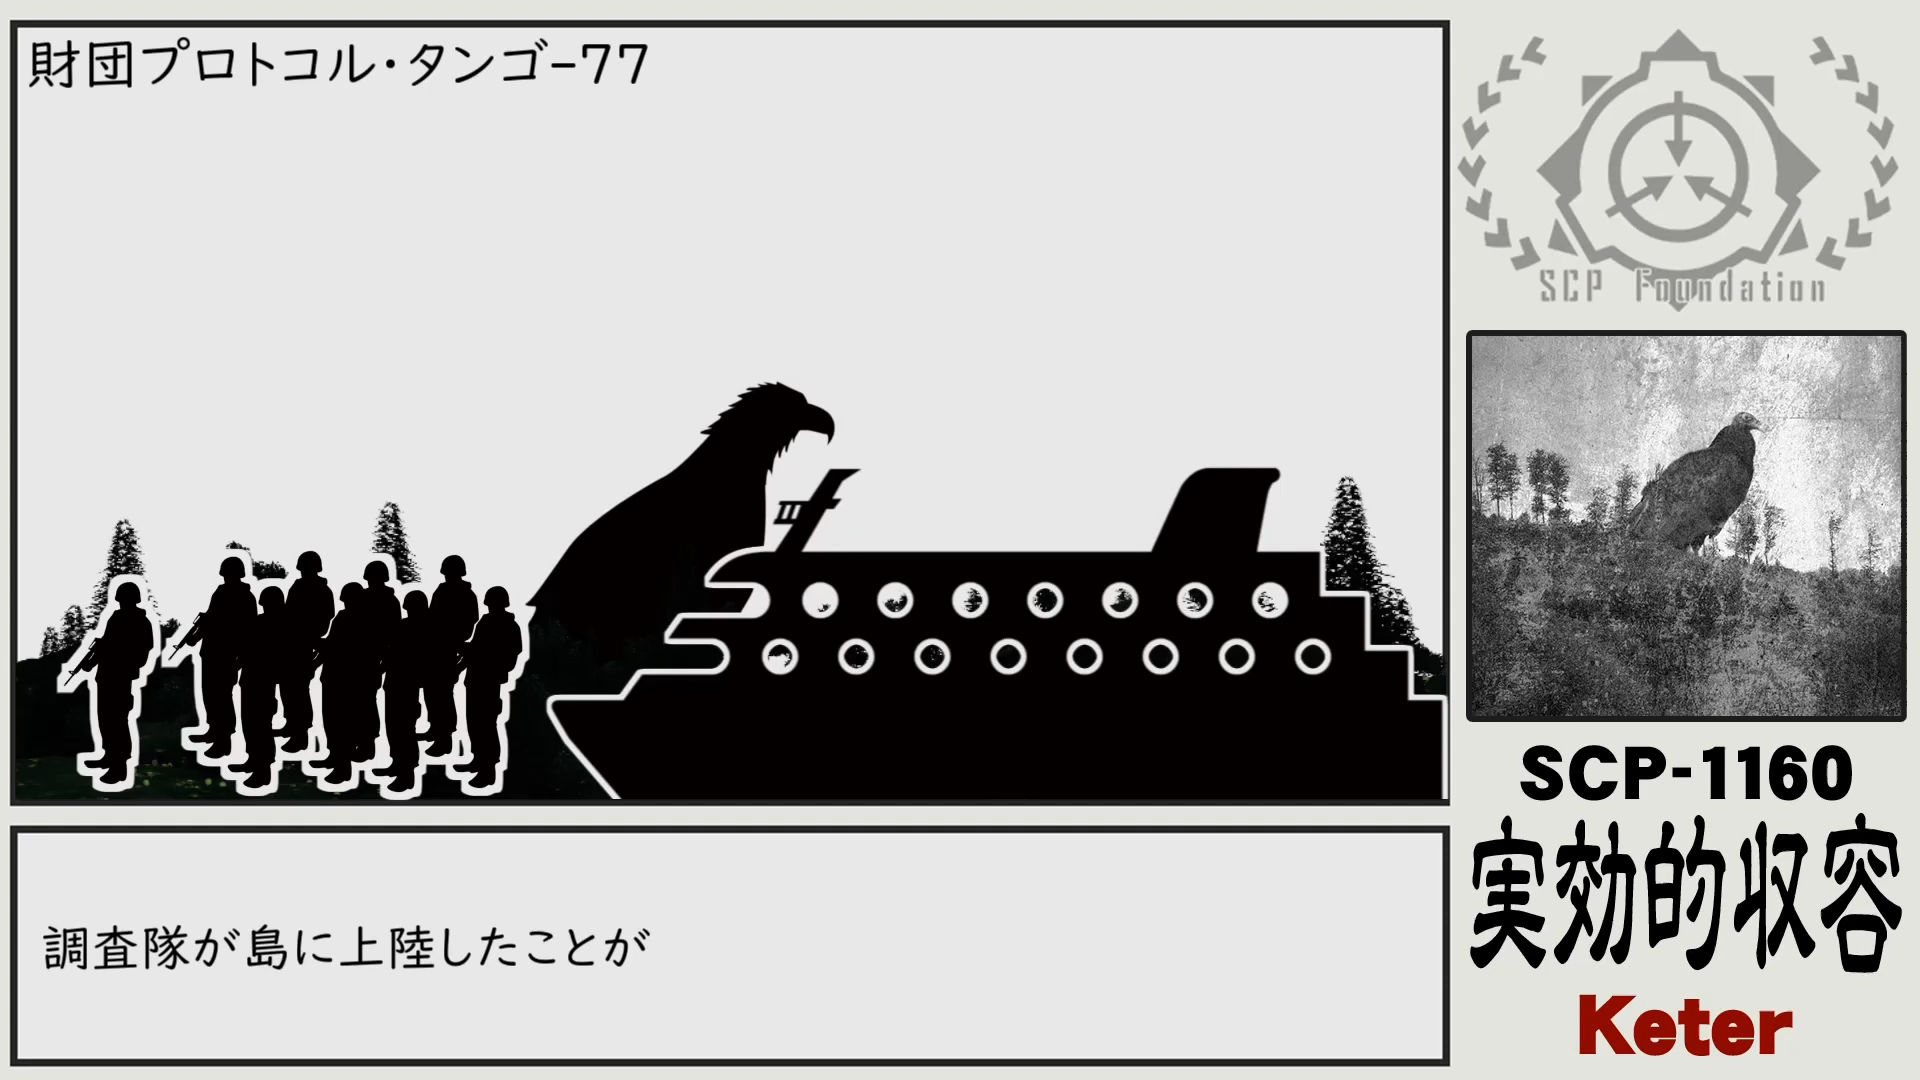 財団プロトコル・タンゴ-77
SCP Foundation
SCP-1160
実効的収容
Keter
調査隊が島に上陸したことが